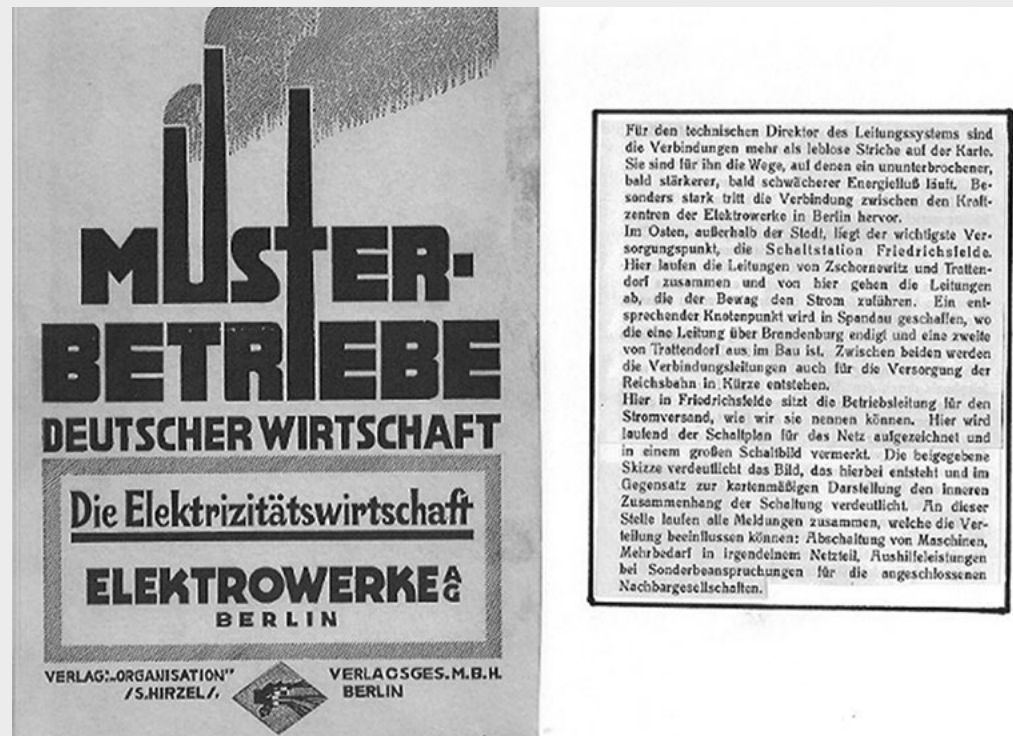 MUSTER-
BETRIEBE
DEUTSCHER WIRTSCHAFT
Die Elektrizitätswirtschaft
ELEKTROWERKE AG
BERLIN
VERLAG:„ORGANISATION"
/S.HIRZEL/.
VERLAGSGES.M.B.H.
BERLIN
Für den technischen Direktor des Leitungssystems sind
die Verbindungen mehr als leblose Striche auf der Karte.
Sie sind für ihn die Wege, auf denen ein ununterbrochener,
bald stärkerer, bald schwächerer Energiefluß läuft. Be-
sonders stark tritt die Verbindung zwischen den Kraft-
zentren der Elektrowerke in Berlin hervor.
Im Osten, außerhalb der Stadt, liegt der wichtigste Ver-
sorgungspunkt, die Schaltstation Friedrichsfelde.
Hier laufen die Leitungen von Zschornewitz und Tratten-
dorf zusammen und von hier gehen die Leitungen
ab, die der Bewag den Strom zuführen. Ein ent-
sprechender Knotenpunkt wird in Spandau geschaffen, wo
die eine Leitung über Brandenburg endigt und eine zweite
von Trattendorf aus im Bau ist. Zwischen beiden werden
die Verbindungsleitungen auch für die Versorgung der
Reichsbahn in Kürze entstehen.
Hier in Friedrichsfelde sitzt die Betriebsleitung für den
Stromversand, wie wir sie nennen können. Hier wird
laufend der Schaltplan für das Netz aufgezeichnet und
in einem großen Schaltbild vermerkt. Die beigegebene
Skizze verdeutlicht das Bild, das hierbei entsteht und im
Gegensatz zur kartenmäßigen Darstellung den inneren
Zusammenhang der Schaltung verdeutlicht. An dieser
Stelle laufen alle Meldungen zusammen, welche die Ver-
teilung beeinflussen können: Abschaltung von Maschinen,
Mehrbedarf in irgendeinem Netzteil, Aushilfeleistungen
bei Sonderbeanspruchungen für die angeschlossenen
Nachbargesellschaften.